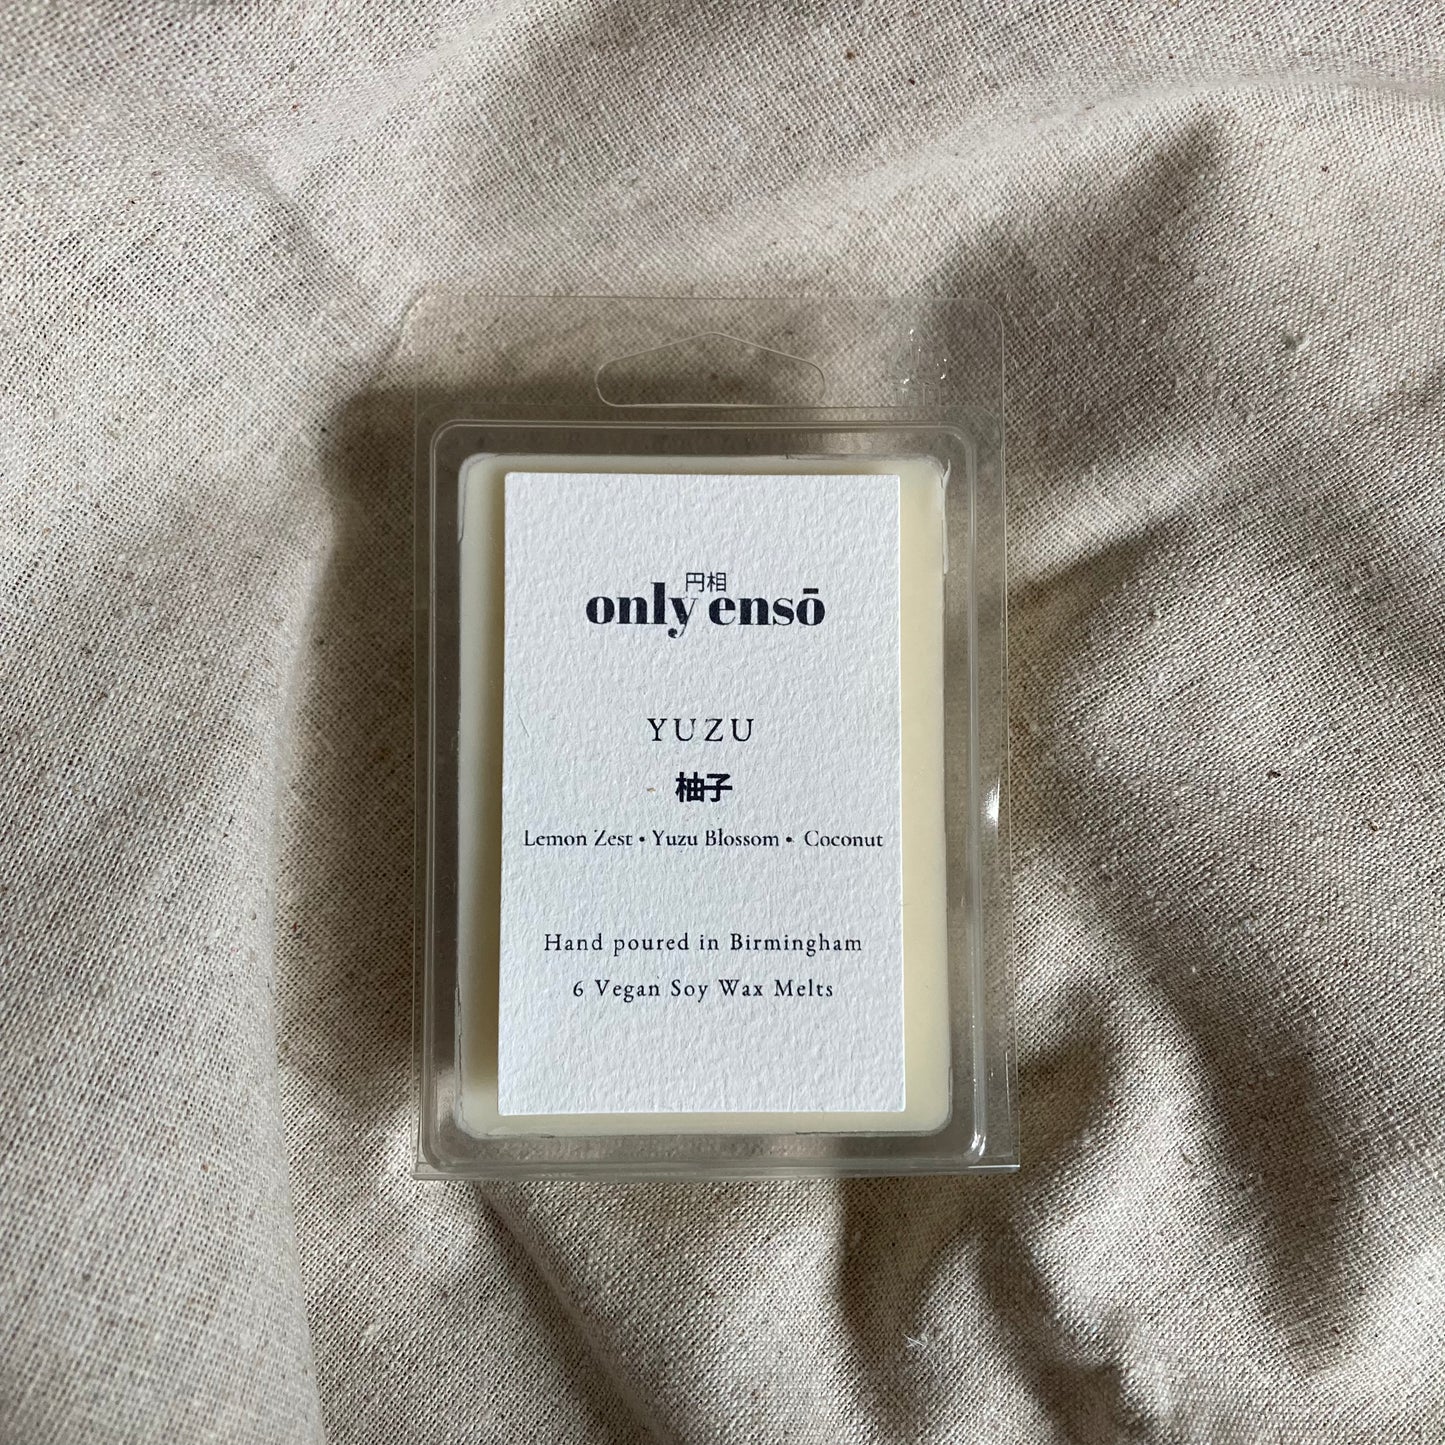 円相
only ensō
YUZU
柚子
Lemon Zest • Yuzu Blossom • Coconut
Hand poured in Birmingham
6 Vegan Soy Wax Melts